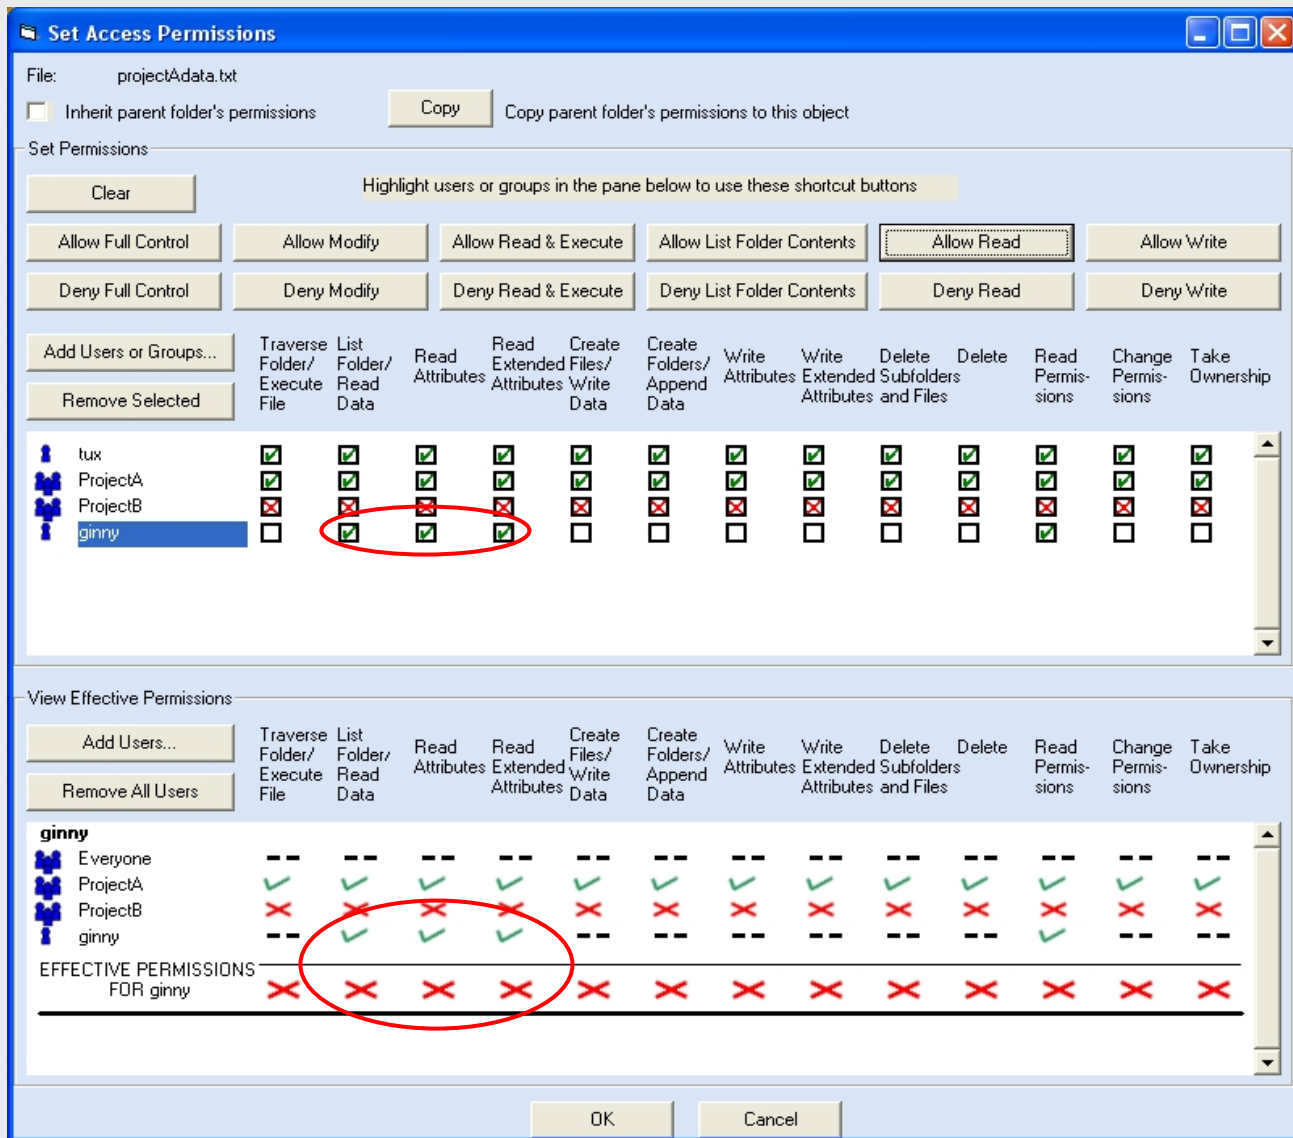 Set Access Permissions
File: projectAdata.txt
Inherit parent folder's permissions Copy Copy parent folder's permissions to this object
Set Permissions
Clear Highlight users or groups in the pane below to use these shortcut buttons
Allow Full Control Allow Modify Allow Read & Execute Allow List Folder Contents Allow Read Allow Write
Deny Full Control Deny Modify Deny Read & Execute Deny List Folder Contents Deny Read Deny Write
Add Users or Groups...
Remove Selected
Traverse Folder/ Execute File
List Folder/ Read Data
Read Attributes
Read Extended Attributes
Create Files/ Write Data
Create Folders/ Append Data
Write Attributes
Write Extended Attributes
Delete Subfolders and Files
Delete
Read Permis- sions
Change Permis- sions
Take Ownership
tux
ProjectA
ProjectB
ginny
View Effective Permissions
Add Users...
Remove All Users
Traverse Folder/ Execute File
List Folder/ Read Data
Read Attributes
Read Extended Attributes
Create Files/ Write Data
Create Folders/ Append Data
Write Attributes
Write Extended Attributes
Delete Subfolders and Files
Delete
Read Permis- sions
Change Permis- sions
Take Ownership
ginny
Everyone
ProjectA
ProjectB
ginny
EFFECTIVE PERMISSIONS
FOR ginny
OK Cancel